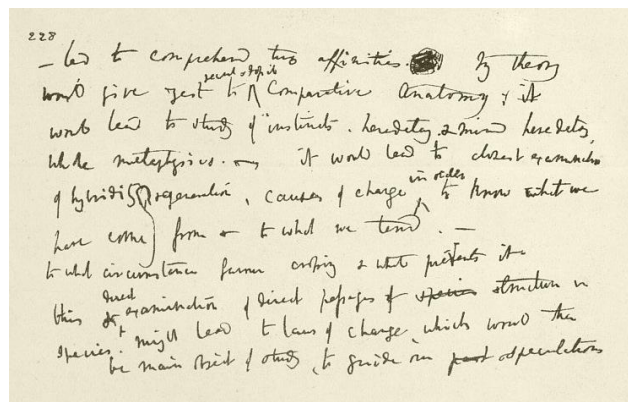 228
— led to comprehend true affinities. My theory
would give zest to recent & fossil Comparative Anatomy, & it
would lead to study of instincts, heredity & mind heredity,
whole metaphysics. — it would lead to closest examination
of hybridity, regeneration, causes of change in order to know what we
have come from & to what we tend. —
to what circumstances favour crossing & what prevents it —
this & direct examination of direct passages of species structure in
species, might lead to laws of change, which would then
be main object of study, to guide our past speculations